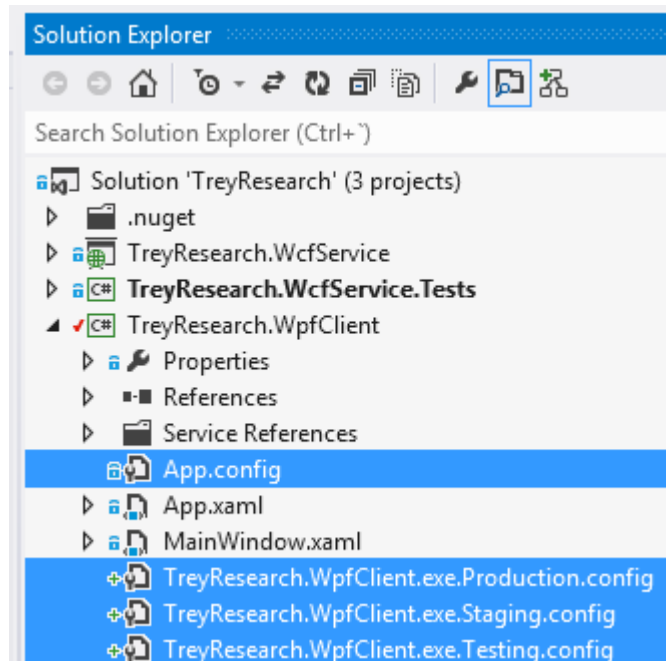 Solution Explorer
Search Solution Explorer (Ctrl+`)
Solution 'TreyResearch' (3 projects)
.nuget
TreyResearch.WcfService
C# TreyResearch.WcfService.Tests
C# TreyResearch.WpfClient
Properties
References
Service References
App.config
App.xaml
MainWindow.xaml
TreyResearch.WpfClient.exe.Production.config
TreyResearch.WpfClient.exe.Staging.config
TreyResearch.WpfClient.exe.Testing.config